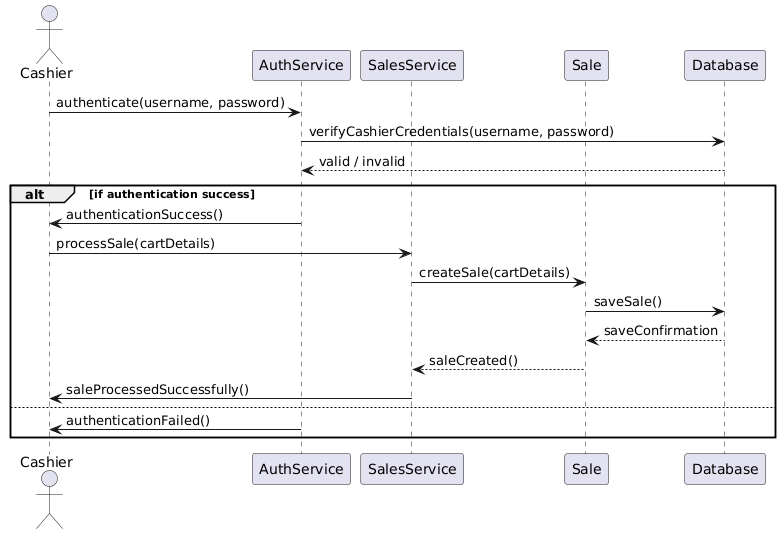 Cashier
AuthService SalesService Sale Database
authenticate(username, password)
verifyCashierCredentials(username, password)
valid / invalid
alt [if authentication success]
authenticationSuccess()
processSale(cartDetails)
createSale(cartDetails)
saveSale()
saveConfirmation
saleCreated()
saleProcessedSuccessfully()
authenticationFailed()
Cashier
AuthService SalesService Sale Database